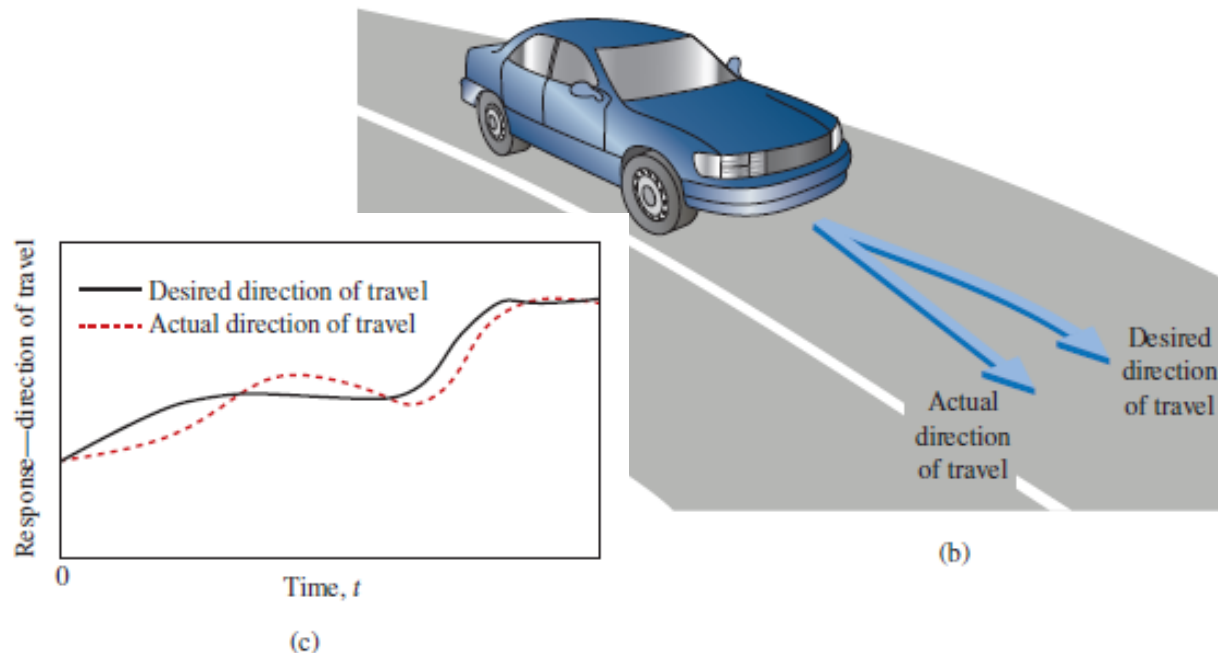 Response—direction of travel
Desired direction of travel
Actual direction of travel
0
Time, t
(c)
Desired
direction
of travel
Actual
direction
of travel
(b)